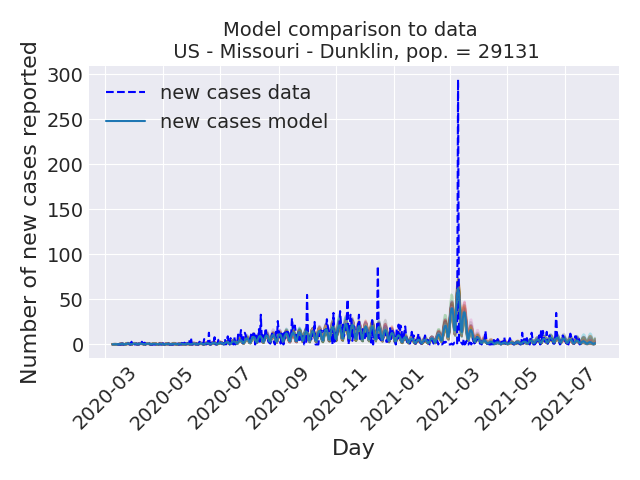 Model comparison to data
US - Missouri - Dunklin, pop. = 29131
Number of new cases reported
300
250
200
150
100
50
0
new cases data
new cases model
2020-03
2020-05
2020-07
2020-09
2020-11
2021-01
2021-03
2021-05
2021-07
Day